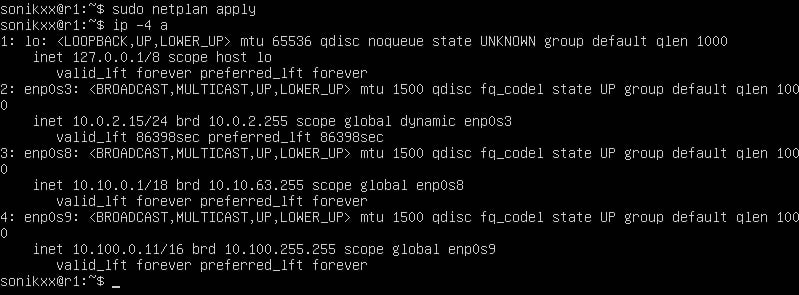 sonikxx@r1:~$ sudo netplan apply
sonikxx@r1:~$ ip -4 a
1: lo: <LOOPBACK,UP,LOWER_UP> mtu 65536 qdisc noqueue state UNKNOWN group default qlen 1000
    inet 127.0.0.1/8 scope host lo
       valid_lft forever preferred_lft forever
2: enp0s3: <BROADCAST,MULTICAST,UP,LOWER_UP> mtu 1500 qdisc fq_codel state UP group default qlen 100
0
    inet 10.0.2.15/24 brd 10.0.2.255 scope global dynamic enp0s3
       valid_lft 86398sec preferred_lft 86398sec
3: enp0s8: <BROADCAST,MULTICAST,UP,LOWER_UP> mtu 1500 qdisc fq_codel state UP group default qlen 100
0
    inet 10.10.0.1/18 brd 10.10.63.255 scope global enp0s8
       valid_lft forever preferred_lft forever
4: enp0s9: <BROADCAST,MULTICAST,UP,LOWER_UP> mtu 1500 qdisc fq_codel state UP group default qlen 100
0
    inet 10.100.0.11/16 brd 10.100.255.255 scope global enp0s9
       valid_lft forever preferred_lft forever
sonikxx@r1:~$ _